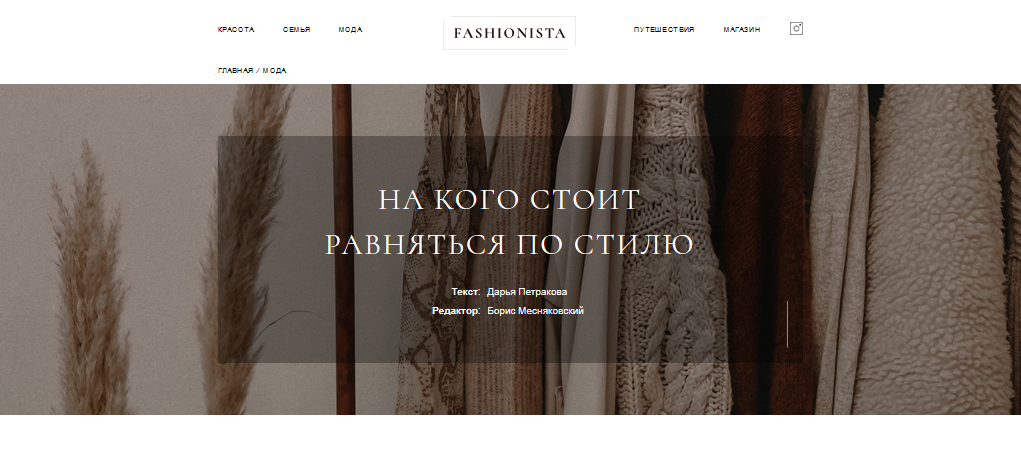 КРАСОТА СЕМЬЯ МОДА FASHIONISTA ПУТЕШЕСТВИЯ МАГАЗИН
ГЛАВНАЯ / МОДА
НА КОГО СТОИТ
РАВНЯТЬСЯ ПО СТИЛЮ
Текст: Дарья Петракова
Редактор: Борис Месняковский